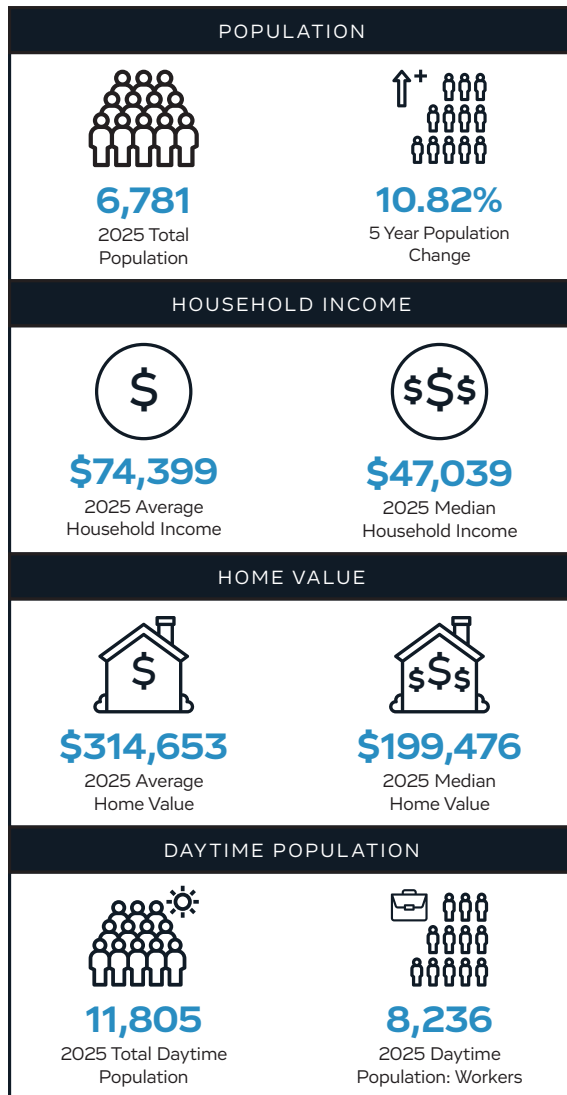 POPULATION
6,781
2025 Total
Population
10.82%
5 Year Population
Change
HOUSEHOLD INCOME
$
$74,399
2025 Average
Household Income
$$$
$47,039
2025 Median
Household Income
HOME VALUE
$
$314,653
2025 Average
Home Value
$$$
$199,476
2025 Median
Home Value
DAYTIME POPULATION
11,805
2025 Total Daytime
Population
8,236
2025 Daytime
Population: Workers